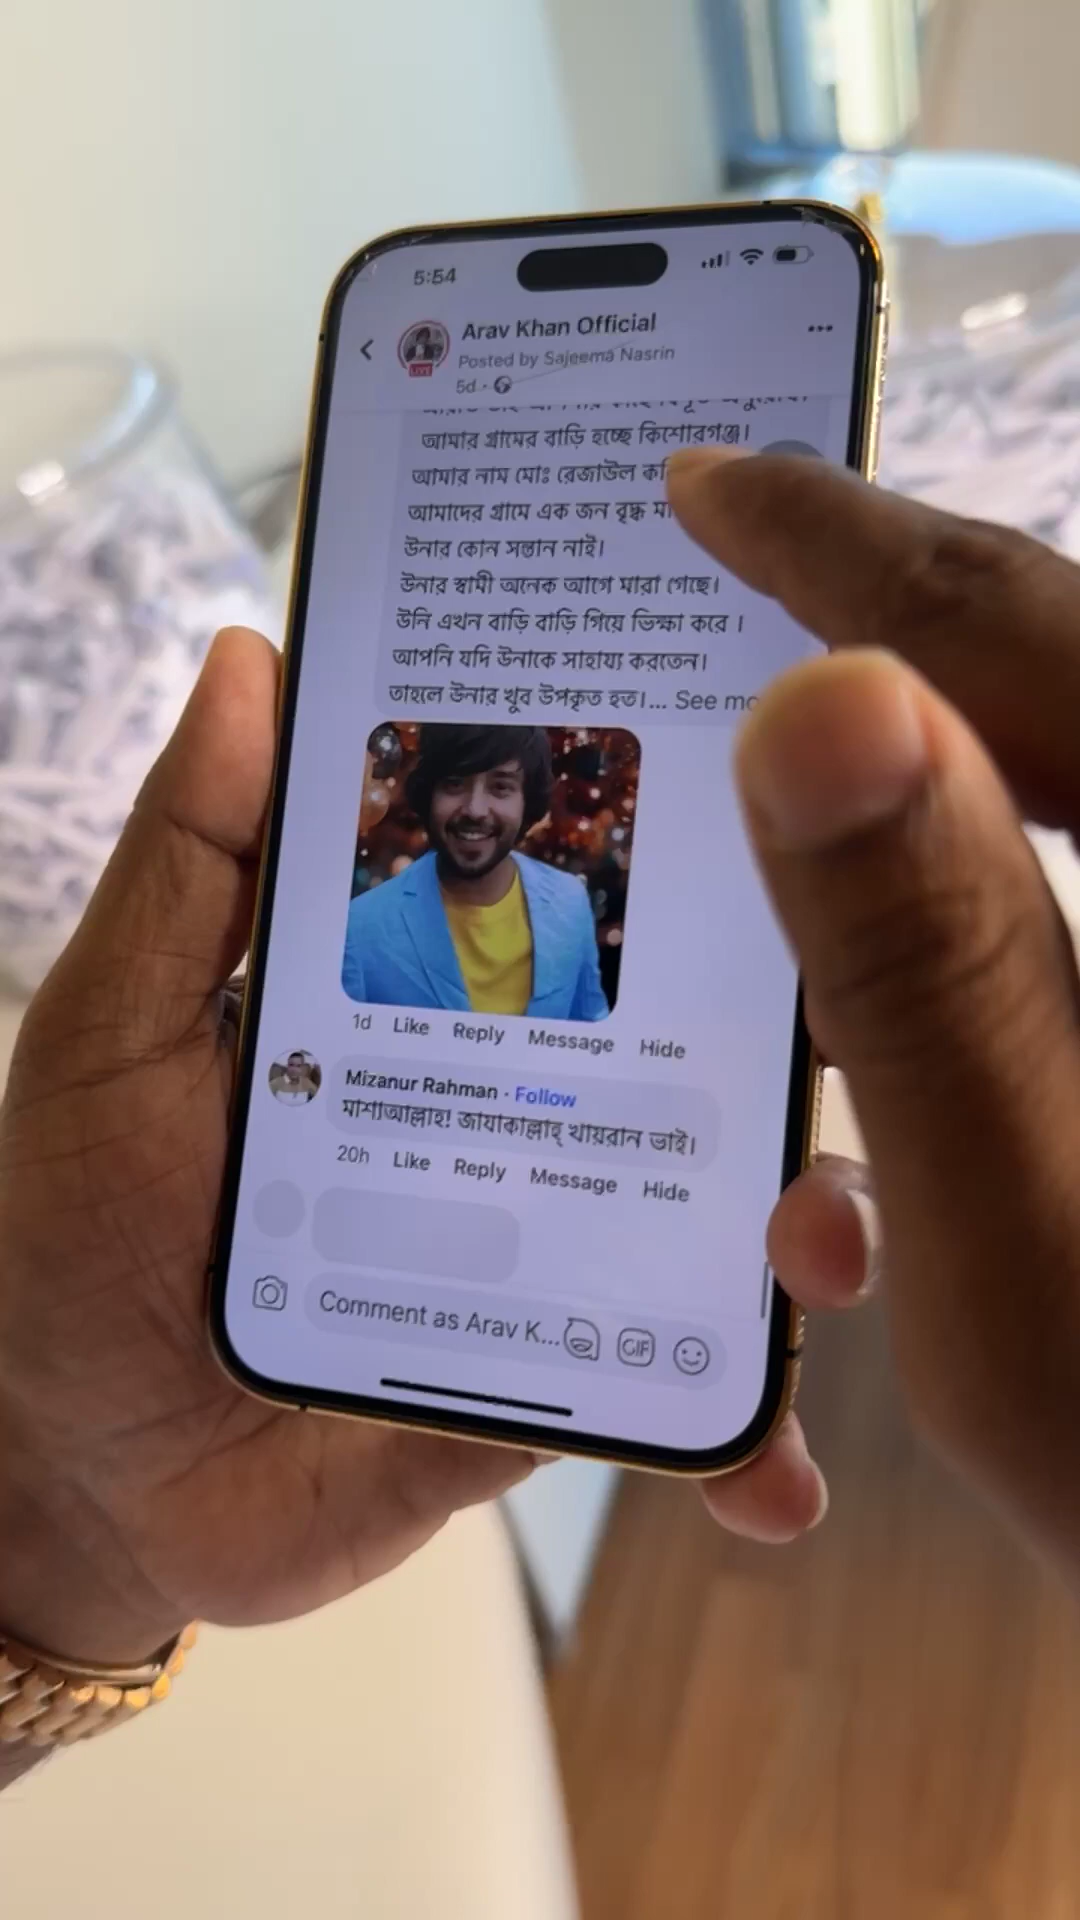 5:54
Arav Khan Official
LIVE
Posted by Sajeema Nasrin
5d ·
আমার গ্রামের বাড়ি হচ্ছে কিশোরগঞ্জ।
আমার নাম মোঃ রেজাউল
আমাদের গ্রামে এক জন বৃদ্ধ
উনার কোন সন্তান নাই।
উনার স্বামী অনেক আগে মারা গেছে।
উনি এখন বাড়ি বাড়ি গিয়ে ভিক্ষা করে ।
আপনি যদি উনাকে সাহায্য করতেন।
তাহলে উনার খুব উপকৃত হত।... See
1d Like Reply Message Hide
Mizanur Rahman · Follow
মাশাআল্লাহ! জাযাকাল্লাহ্ খায়রান ভাই।
20h Like Reply Message Hide
Comment as Arav K...
GIF